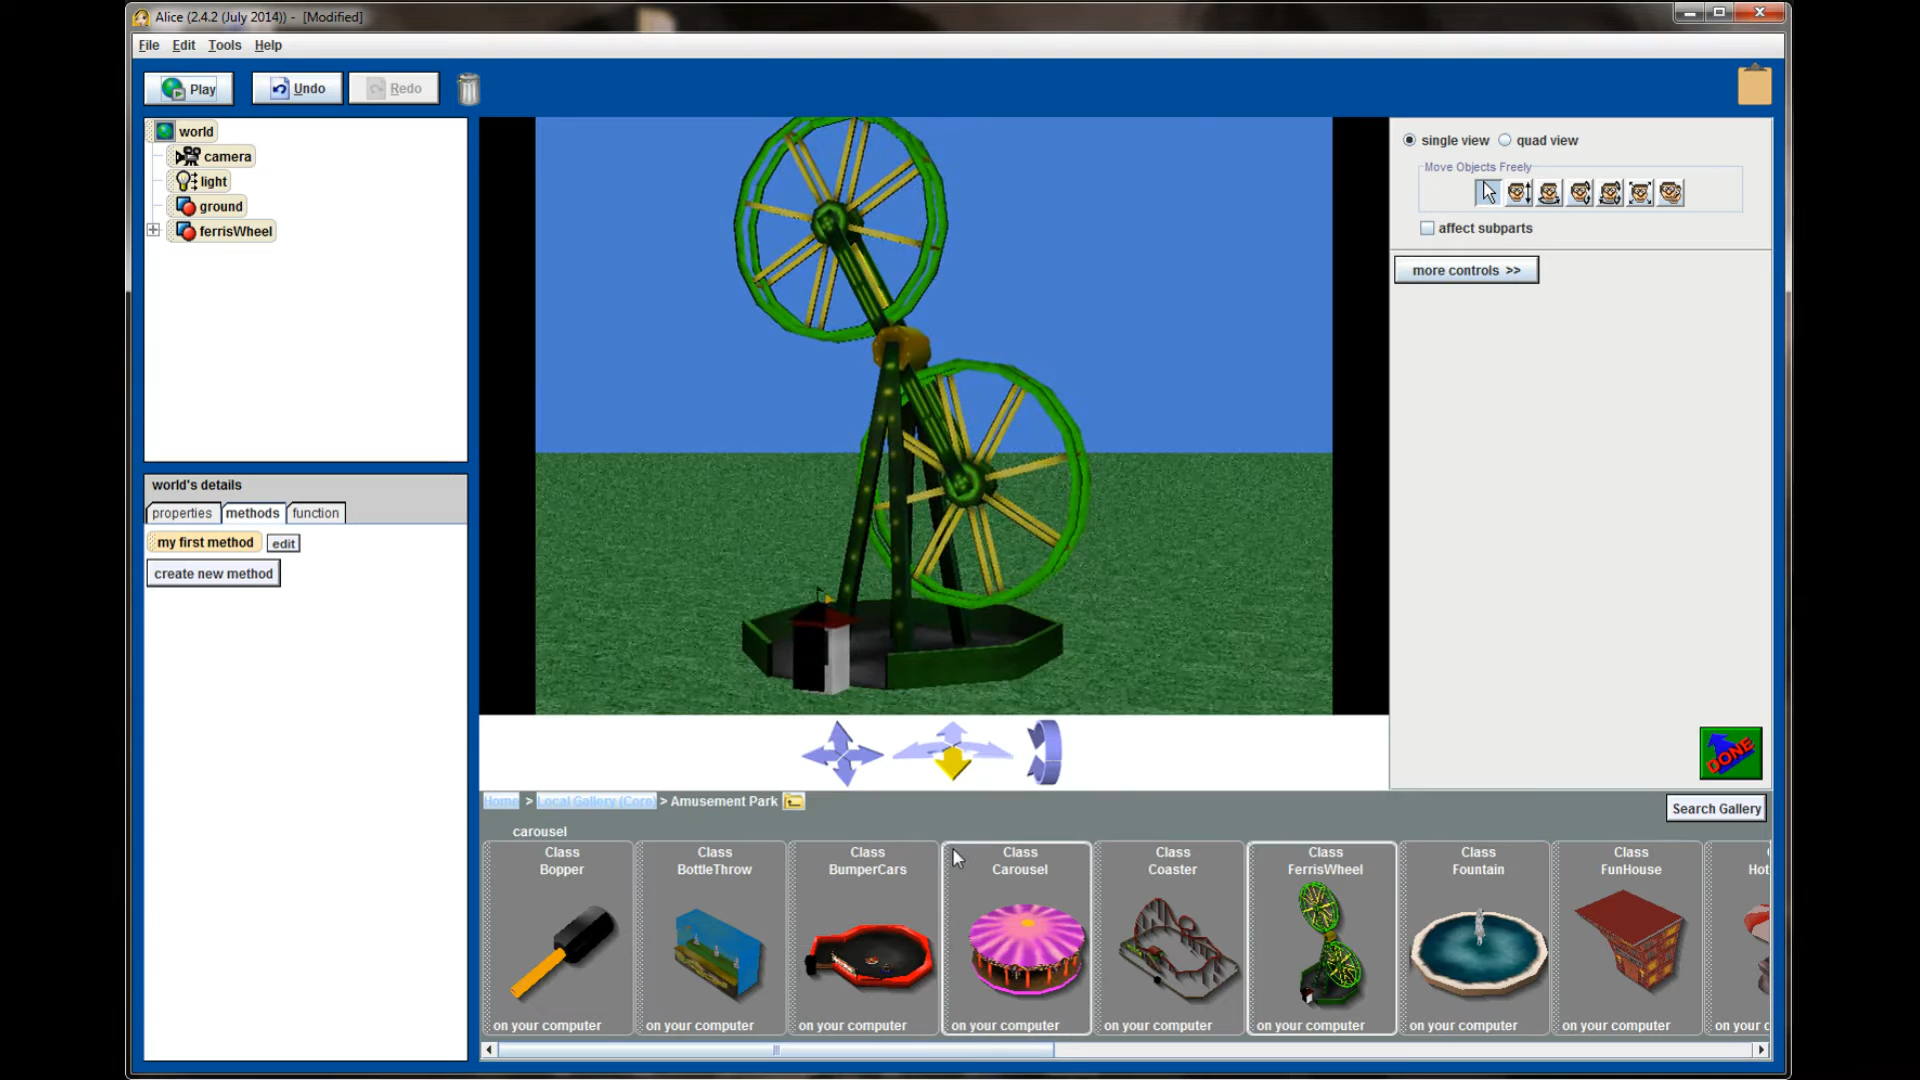 Alice (2.4.2 (July 2014)) -   [Modified]
File Edit Tools Help
Play Undo Redo
world
camera
light
ground
ferrisWheel
single view quad view
Move Objects Freely
affect subparts
more controls >>
DONE
world's details
properties methods function
my first method edit
create new method
Home > Local Gallery (Core) > Amusement Park
Search Gallery
carousel
Class Bopper on your computer
Class BottleThrow on your computer
Class BumperCars on your computer
Class Carousel on your computer
Class Coaster on your computer
Class FerrisWheel on your computer
Class Fountain on your computer
Class FunHouse on your computer
Hot
on your c